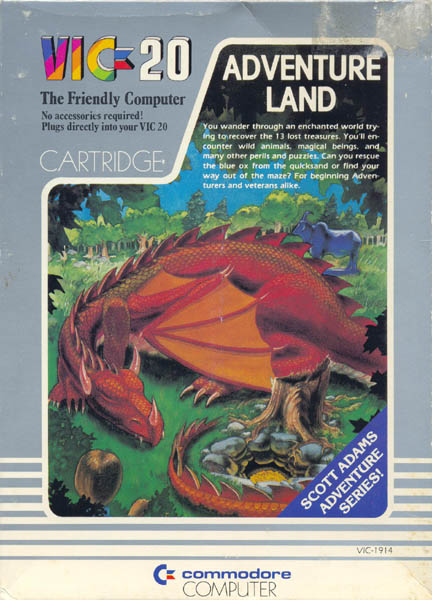 VIC-20
The Friendly Computer
No accessories required!
Plugs directly into your VIC 20
CARTRIDGE
ADVENTURE
LAND
You wander through an enchanted world try-
ing to recover the 13 lost treasures. You'll en-
counter wild animals, magical beings, and
many other perils and puzzles. Can you rescue
the blue ox from the quicksand or find your
way out of the maze? For beginning Adven-
turers and veterans alike.
SCOTT ADAMS
ADVENTURE
SERIES!
VIC-1914
commodore
COMPUTER